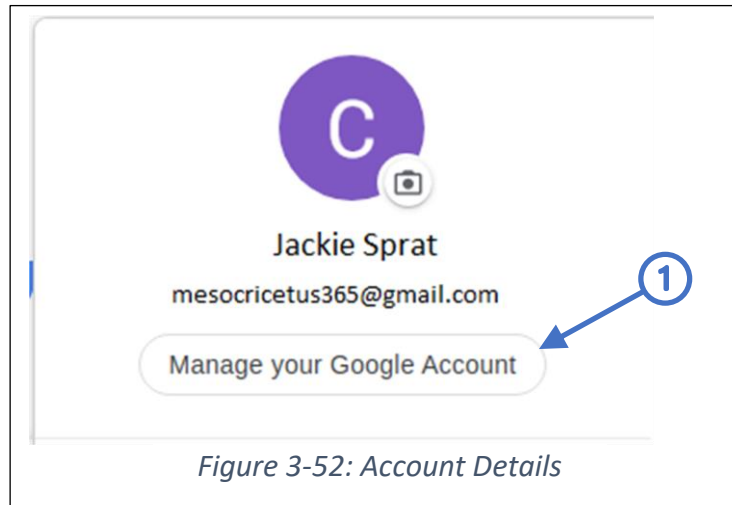 C
Jackie Sprat
mesocricetus365@gmail.com
1
Manage your Google Account
Figure 3-52: Account Details